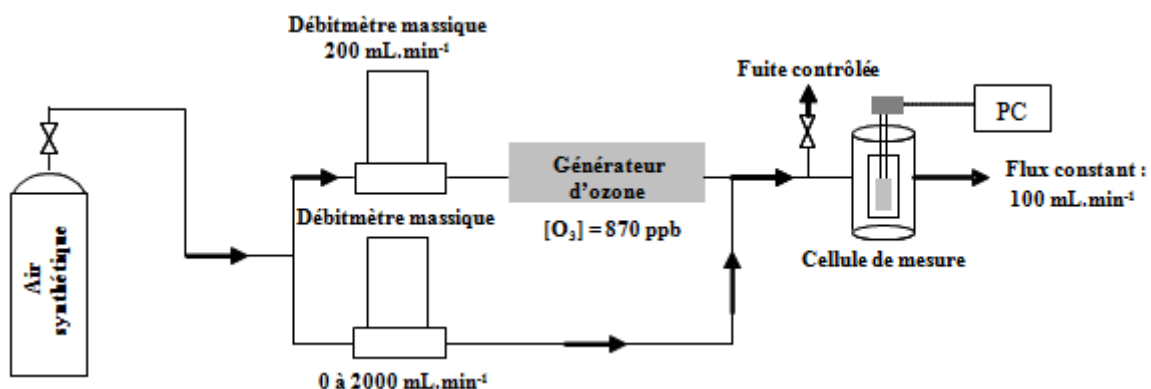 Débitmètre massique
200 mL.min⁻¹
Fuite contrôlée
PC
Générateur
d'ozone
Flux constant :
100 mL.min⁻¹
Débitmètre massique
[O₃] = 870 ppb
Cellule de mesure
Air
synthétique
0 à 2000 mL.min⁻¹